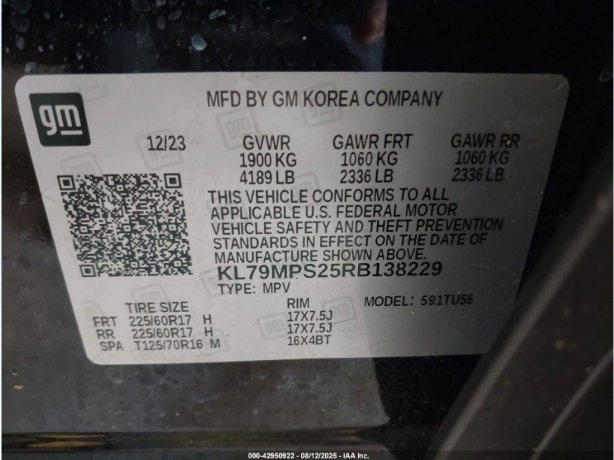 gm
MFD BY GM KOREA COMPANY
12/23 GVWR GAWR FRT GAWR RR
1900 KG 1060 KG 1060 KG
4189 LB 2336 LB 2336 LB
THIS VEHICLE CONFORMS TO ALL
APPLICABLE U.S. FEDERAL MOTOR
VEHICLE SAFETY AND THEFT PREVENTION
STANDARDS IN EFFECT ON THE DATE OF
MANUFACTURE SHOWN ABOVE.
KL79MPS25RB138229
TYPE: MPV
TIRE SIZE RIM MODEL: 591TU56
FRT 225/60R17 H 17X7.5J
RR 225/60R17 H 17X7.5J
SPA T125/70R16 M 16X4BT
000-42950922 - 08/12/2025 - IAA Inc.